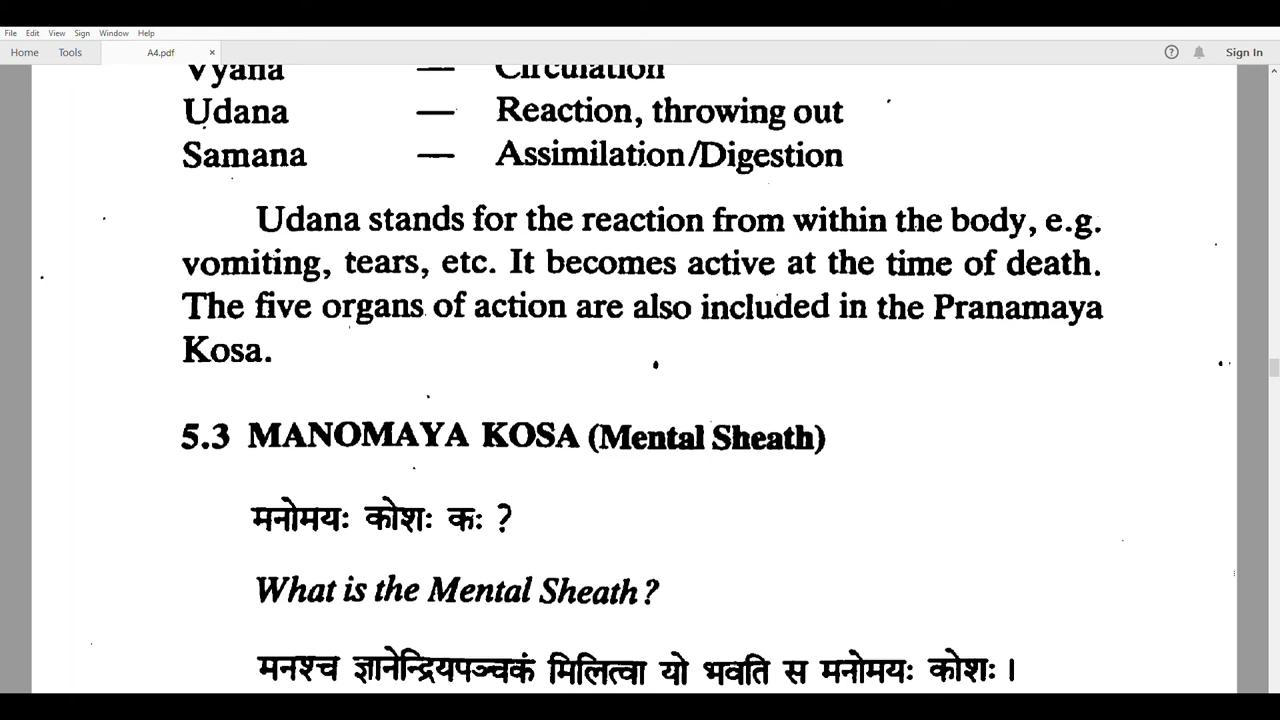 File Edit View Sign Window Help
Home Tools A4.pdf × ? Sign In
Vyana — Circulation
Udana — Reaction, throwing out
Samana — Assimilation/Digestion
Udana stands for the reaction from within the body, e.g.
vomiting, tears, etc. It becomes active at the time of death.
The five organs of action are also included in the Pranamaya
Kosa.
5.3 MANOMAYA KOSA (Mental Sheath)
मनोमयः कोशः कः ?
What is the Mental Sheath?
मनश्च ज्ञानेन्द्रियपञ्चकं मिलित्वा यो भवति स मनोमयः कोशः।